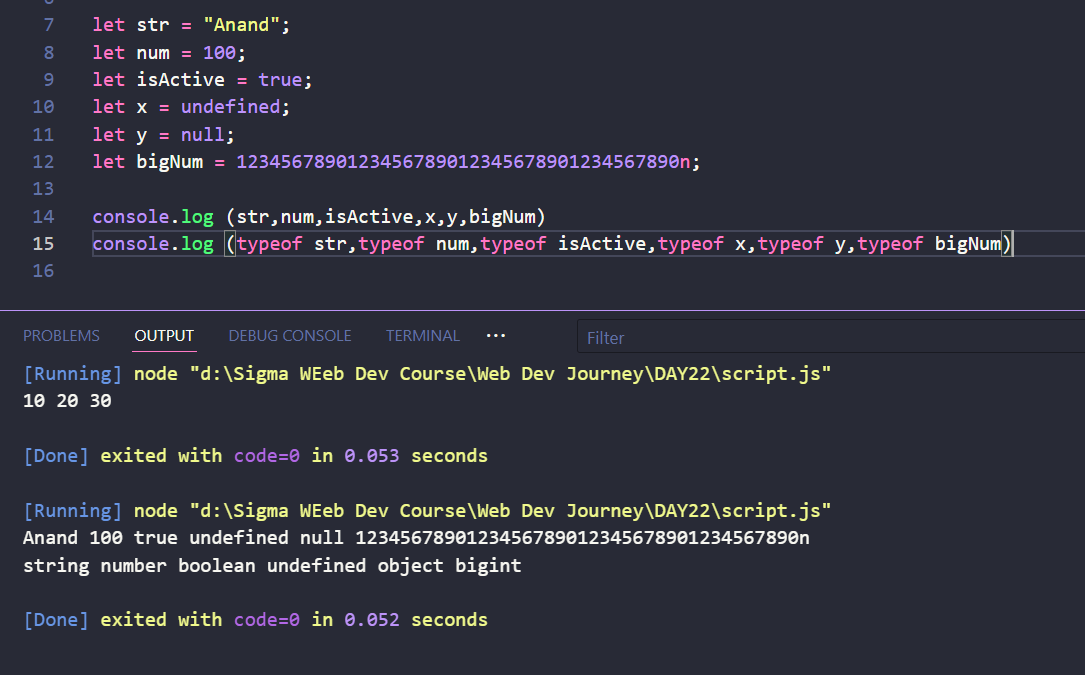 7 let str = "Anand";
8 let num = 100;
9 let isActive = true;
10 let x = undefined;
11 let y = null;
12 let bigNum = 1234567890123456789012345678901234567890n;
13
14 console.log (str,num,isActive,x,y,bigNum)
15 console.log (typeof str,typeof num,typeof isActive,typeof x,typeof y,typeof bigNum)
16
PROBLEMS OUTPUT DEBUG CONSOLE TERMINAL ··· Filter
[Running] node "d:\Sigma WEeb Dev Course\Web Dev Journey\DAY22\script.js"
10 20 30
[Done] exited with code=0 in 0.053 seconds
[Running] node "d:\Sigma WEeb Dev Course\Web Dev Journey\DAY22\script.js"
Anand 100 true undefined null 1234567890123456789012345678901234567890n
string number boolean undefined object bigint
[Done] exited with code=0 in 0.052 seconds